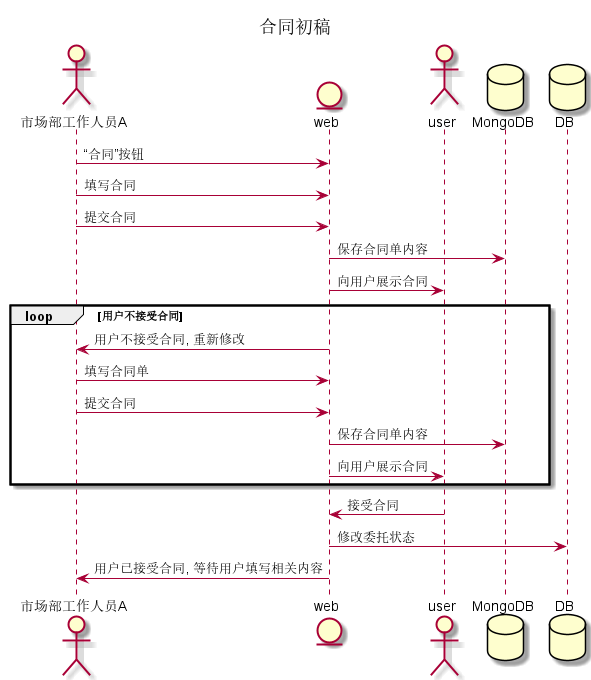 合同初稿
市场部工作人员A
web
user
MongoDB
DB
“合同”按钮
填写合同
提交合同
保存合同单内容
向用户展示合同
loop [用户不接受合同]
用户不接受合同, 重新修改
填写合同单
提交合同
保存合同单内容
向用户展示合同
接受合同
修改委托状态
用户已接受合同, 等待用户填写相关内容
市场部工作人员A
web
user
MongoDB
DB